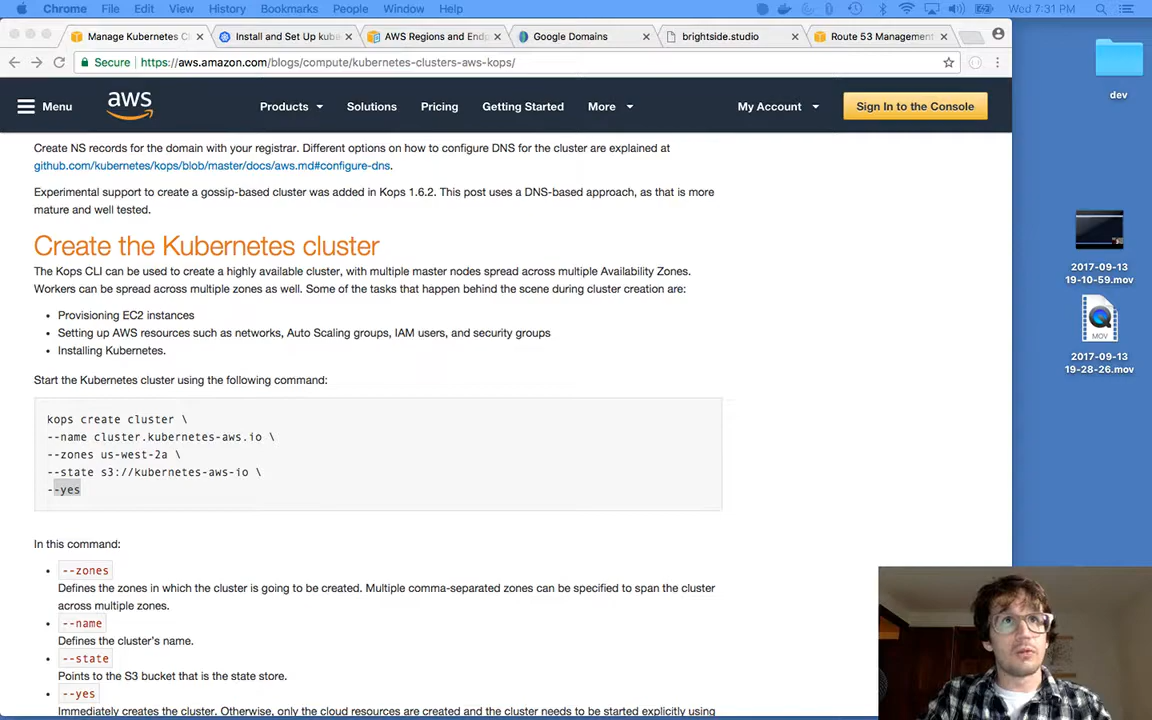 Chrome File Edit View History Bookmarks People Window Help Wed 7:31 PM
Manage Kubernetes Cl
Install and Set Up kube
AWS Regions and Endp
Google Domains
brightside.studio
Route 53 Management
Secure https://aws.amazon.com/blogs/compute/kubernetes-clusters-aws-kops/
Menu aws Products Solutions Pricing Getting Started More My Account Sign In to the Console
dev
Create NS records for the domain with your registrar. Different options on how to configure DNS for the cluster are explained at
github.com/kubernetes/kops/blob/master/docs/aws.md#configure-dns.
Experimental support to create a gossip-based cluster was added in Kops 1.6.2. This post uses a DNS-based approach, as that is more
mature and well tested.
Create the Kubernetes cluster
The Kops CLI can be used to create a highly available cluster, with multiple master nodes spread across multiple Availability Zones.
Workers can be spread across multiple zones as well. Some of the tasks that happen behind the scene during cluster creation are:
• Provisioning EC2 instances
• Setting up AWS resources such as networks, Auto Scaling groups, IAM users, and security groups
• Installing Kubernetes.
Start the Kubernetes cluster using the following command:
kops create cluster \
--name cluster.kubernetes-aws.io \
--zones us-west-2a \
--state s3://kubernetes-aws-io \
--yes
In this command:
• --zones
Defines the zones in which the cluster is going to be created. Multiple comma-separated zones can be specified to span the cluster
across multiple zones.
• --name
Defines the cluster's name.
• --state
Points to the S3 bucket that is the state store.
• --yes
Immediately creates the cluster. Otherwise, only the cloud resources are created and the cluster needs to be started explicitly using
2017-09-13
19-10-59.mov
MOV
2017-09-13
19-28-26.mov